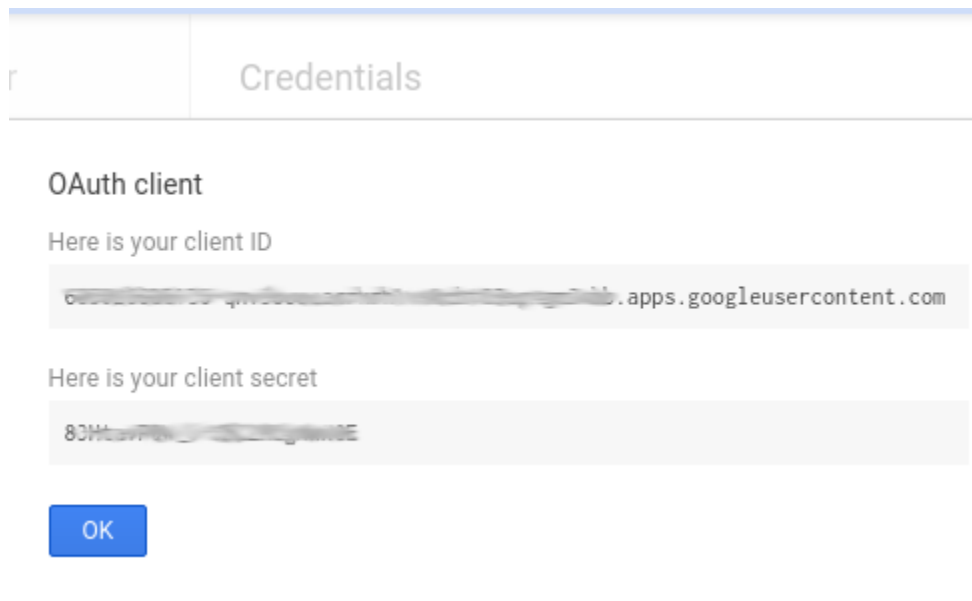 Credentials
OAuth client
Here is your client ID
.apps.googleusercontent.com
Here is your client secret
OK